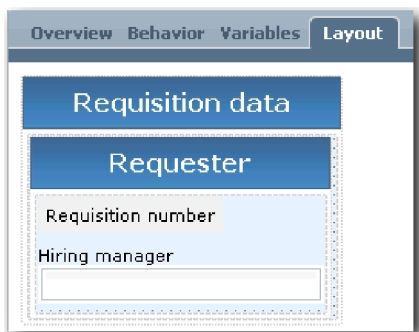 Overview Behavior Variables Layout
Requisition data
Requester
Requisition number
Hiring manager